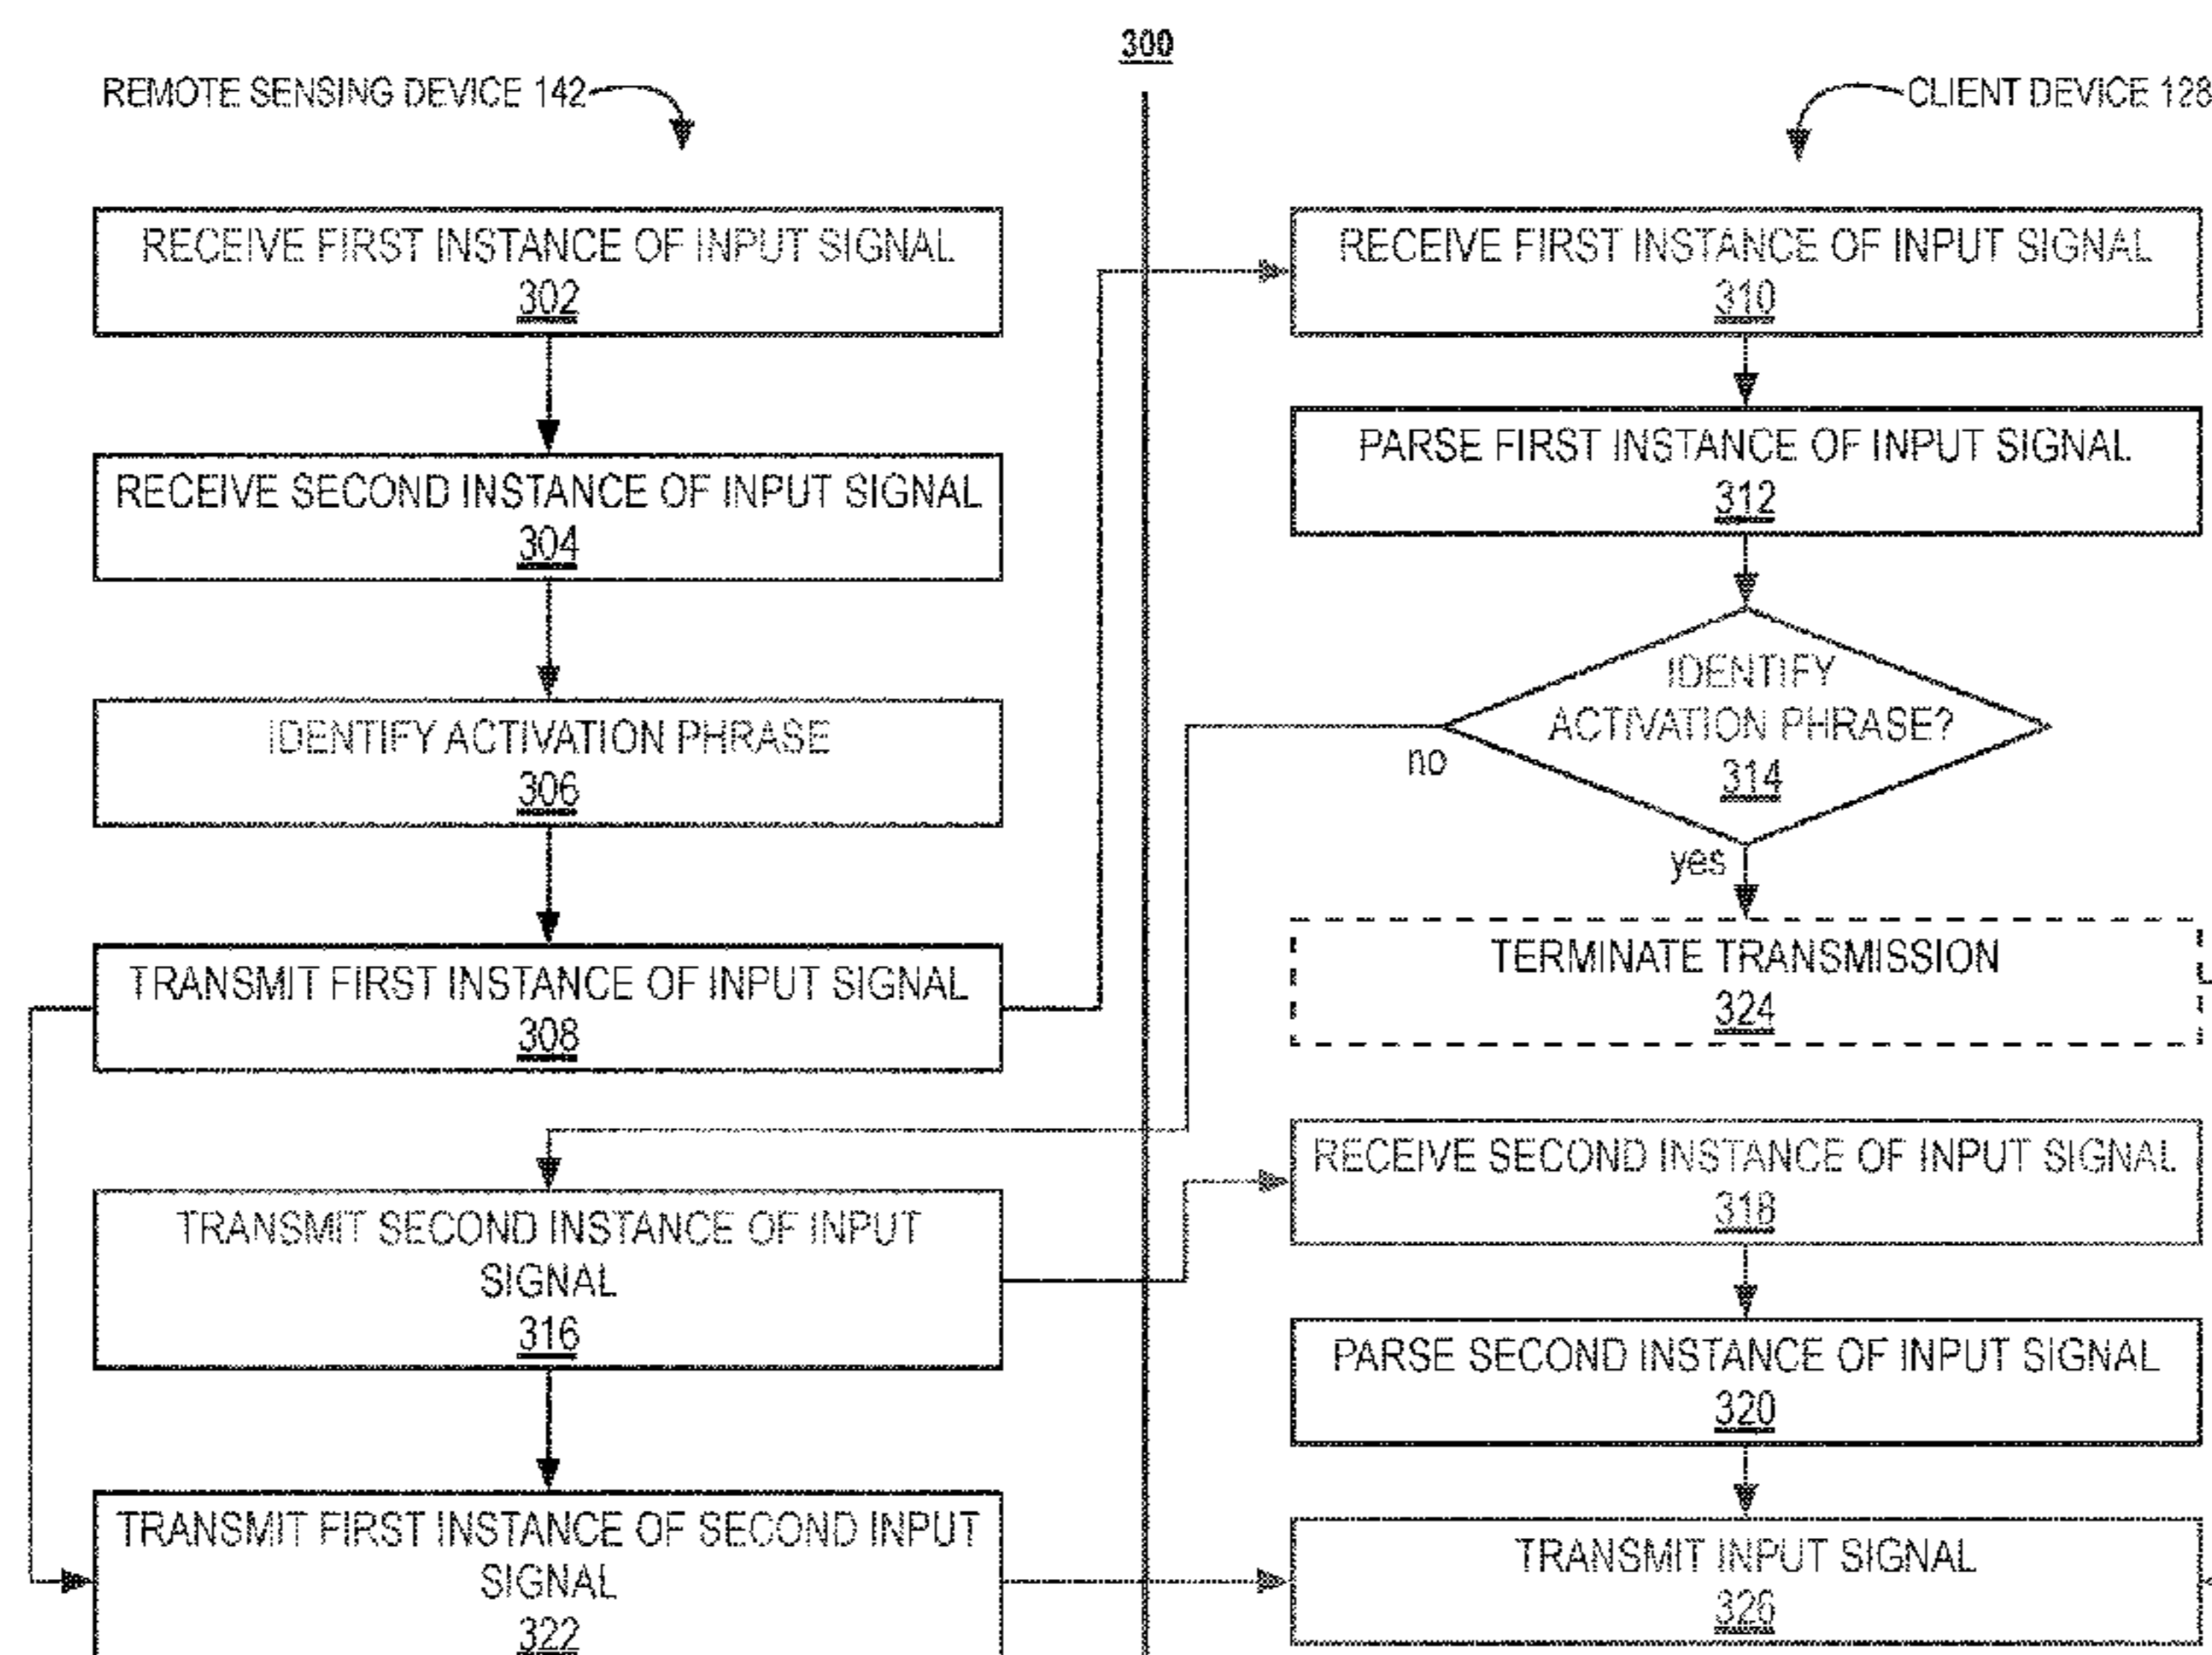 300
REMOTE SENSING DEVICE 142
CLIENT DEVICE 128
RECEIVE FIRST INSTANCE OF INPUT SIGNAL
302
RECEIVE SECOND INSTANCE OF INPUT SIGNAL
304
IDENTIFY ACTIVATION PHRASE
306
TRANSMIT FIRST INSTANCE OF INPUT SIGNAL
308
TRANSMIT SECOND INSTANCE OF INPUT
SIGNAL
316
TRANSMIT FIRST INSTANCE OF SECOND INPUT
SIGNAL
322
RECEIVE FIRST INSTANCE OF INPUT SIGNAL
310
PARSE FIRST INSTANCE OF INPUT SIGNAL
312
IDENTIFY
ACTIVATION PHRASE?
314
no
yes
TERMINATE TRANSMISSION
324
RECEIVE SECOND INSTANCE OF INPUT SIGNAL
318
PARSE SECOND INSTANCE OF INPUT SIGNAL
320
TRANSMIT INPUT SIGNAL
326